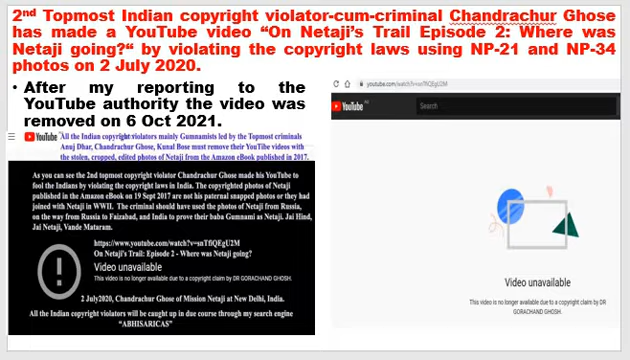 2nd Topmost Indian copyright violator-cum-criminal Chandrachur Ghose
has made a YouTube video “On Netaji’s Trail Episode 2: Where was
Netaji going?“ by violating the copyright laws using NP-21 and NP-34
photos on 2 July 2020.
• After my reporting to the
YouTube authority the video was
removed on 6 Oct 2021.
YouTube
All the Indian copyright violators mainly Gumnamists led by the Topmost criminals
Anuj Dhar, Chandrachur Ghose, Kunal Bose must remove their YouTibe videos with
the stolen, cropped, edited photos of Netaji from the Amazon eBook published in 2017.
As you can see the 2nd topmost copyright violator Chandrachur Ghose made his YouTube to
fool the Indians by violating the copyright laws in India. The copyrighted photos of Netaji
published in the Amazon eBook on 19 Sept 2017 are not his paternal snapped photos or they had
joined with Netaji in WWII. The criminal should have used the photos of Netaji from Russia,
on the way from Russia to Faizabad, and India to prove their baba Gumnami as Netaji. Jai Hind,
Jai Netaji, Vande Mataram.
https://www.youtube.com/watch?v=snTflQEgU2M
On Netaji's Trail: Episode 2 - Where was Netaji going?
Video unavailable
This video is no longer available due to a copyright claim by DR GORACHAND GHOSH.
2 July2020, Chandrachur Ghose of Mission Netaji at New Delhi, India.
All the Indian copyright violators will be caught up in due course through my search engine
"ABHISARICAS"
youtube.com/watch?v=snTflQEgU2M
YouTube
Search
Video unavailable
This video is no longer available due to a copyright claim by DR
GORACHAND GHOSH.